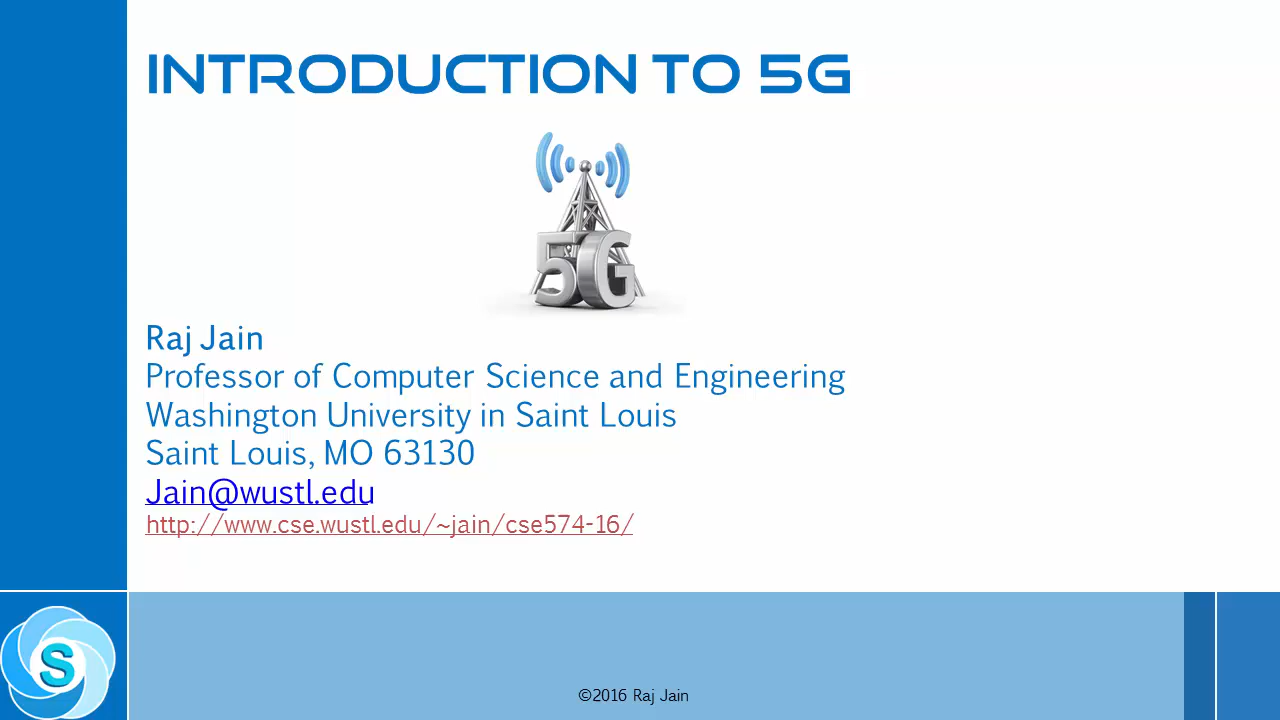 INTRODUCTION TO 5G
5G
Raj Jain
Professor of Computer Science and Engineering
Washington University in Saint Louis
Saint Louis, MO 63130
Jain@wustl.edu
http://www.cse.wustl.edu/~jain/cse574-16/
S
©2016 Raj Jain